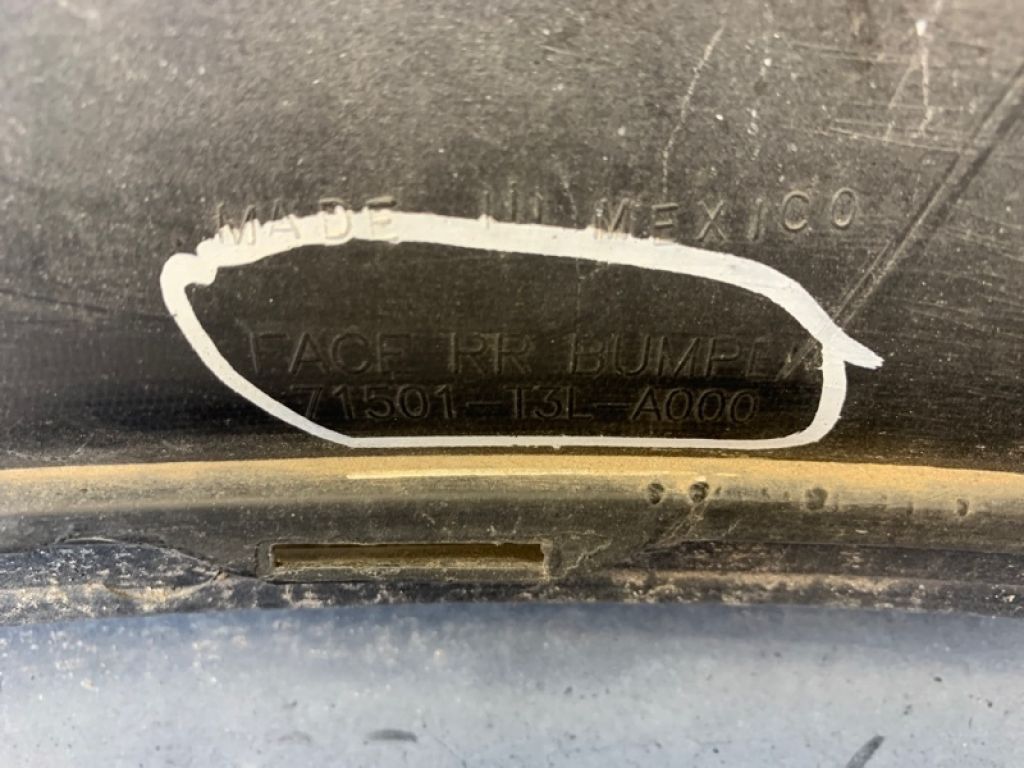 MADE IN MEXICO
FACE RR BUMPER
71501-T3L-A000